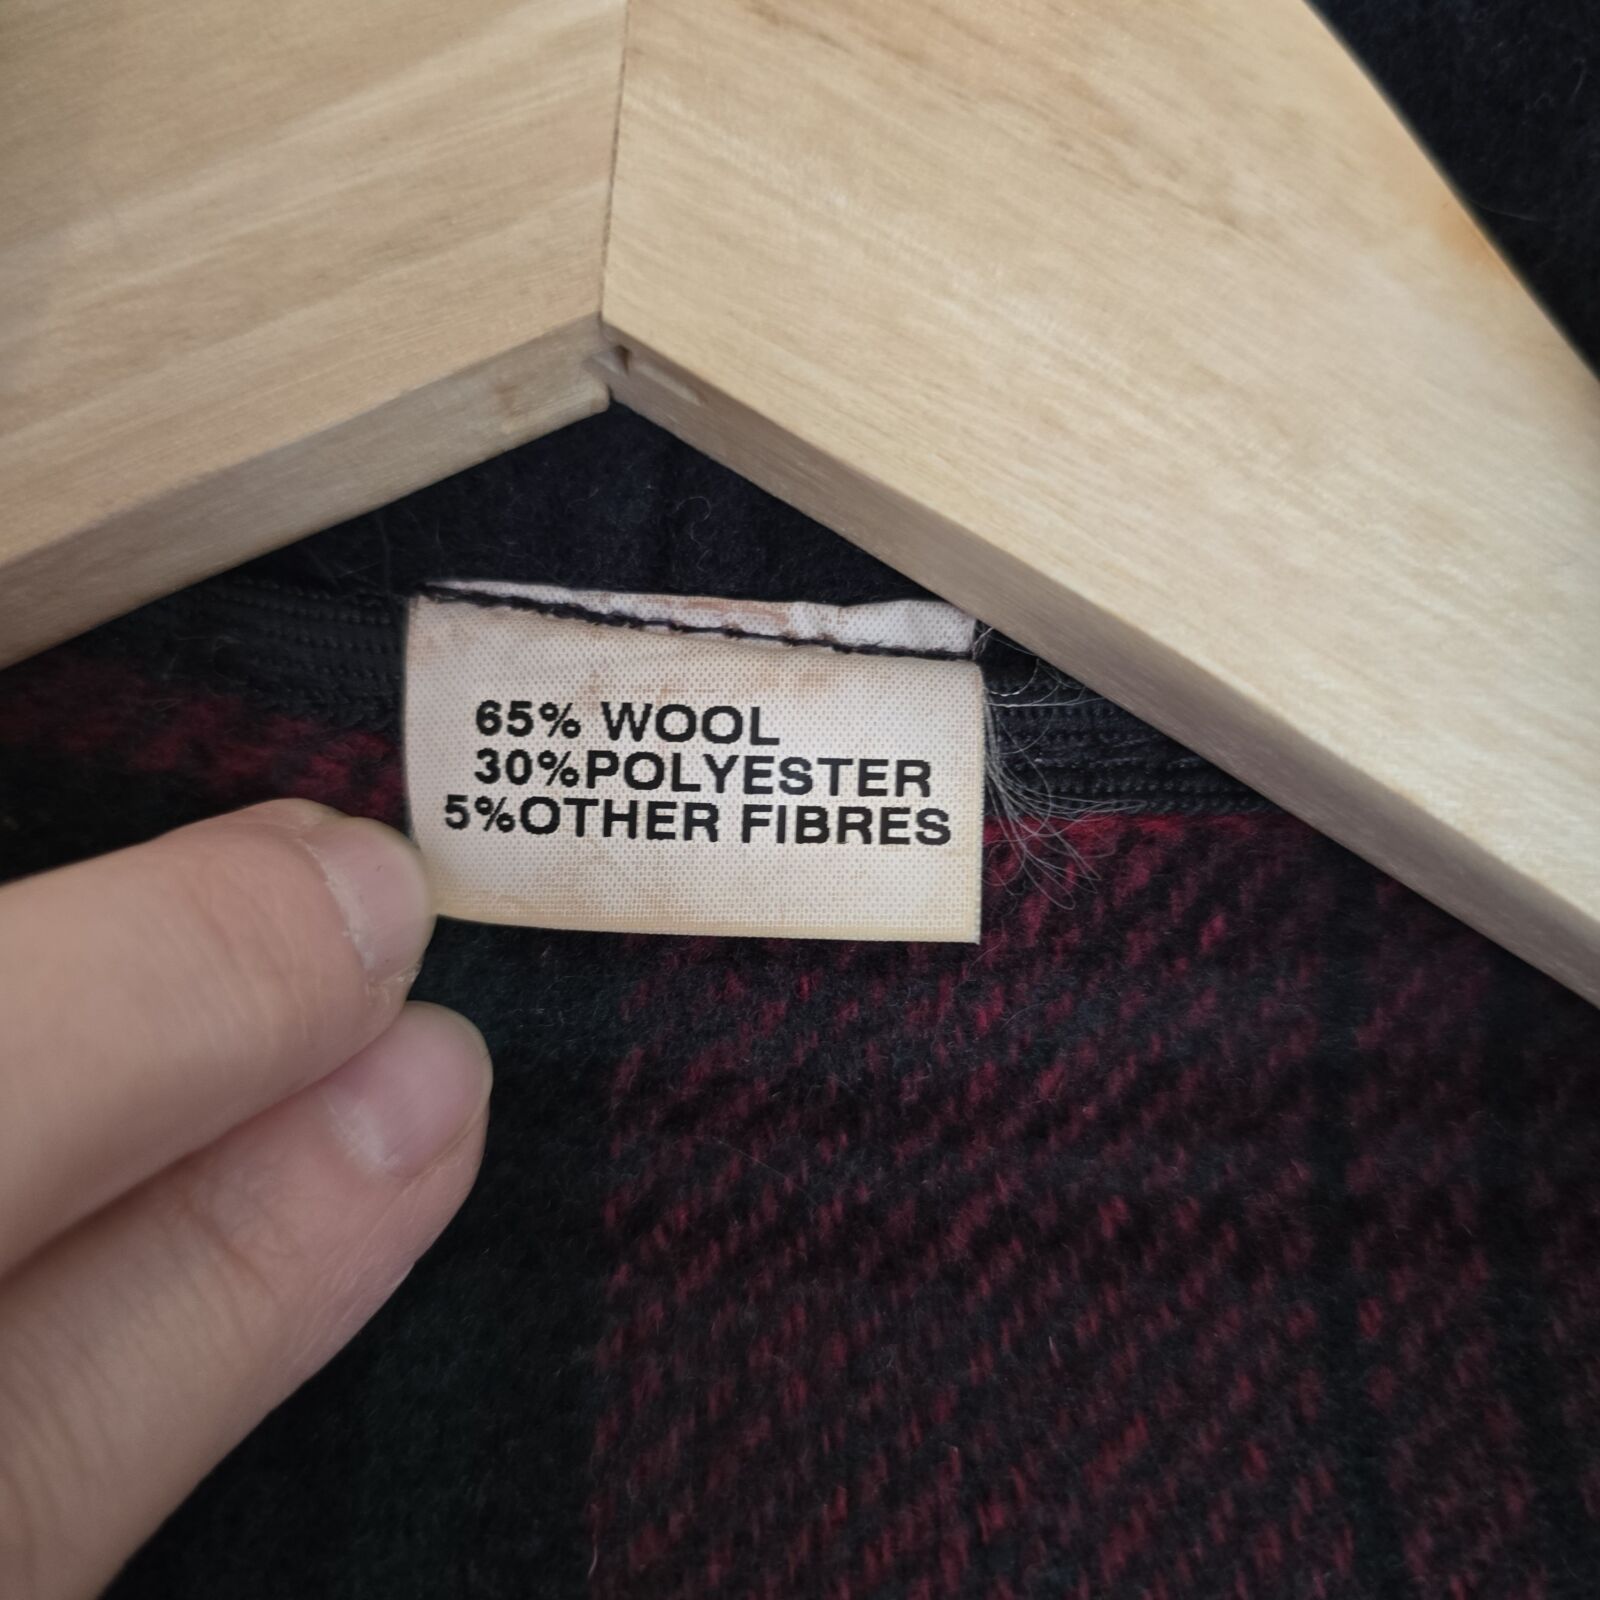 65% WOOL
30%POLYESTER
5%OTHER FIBRES